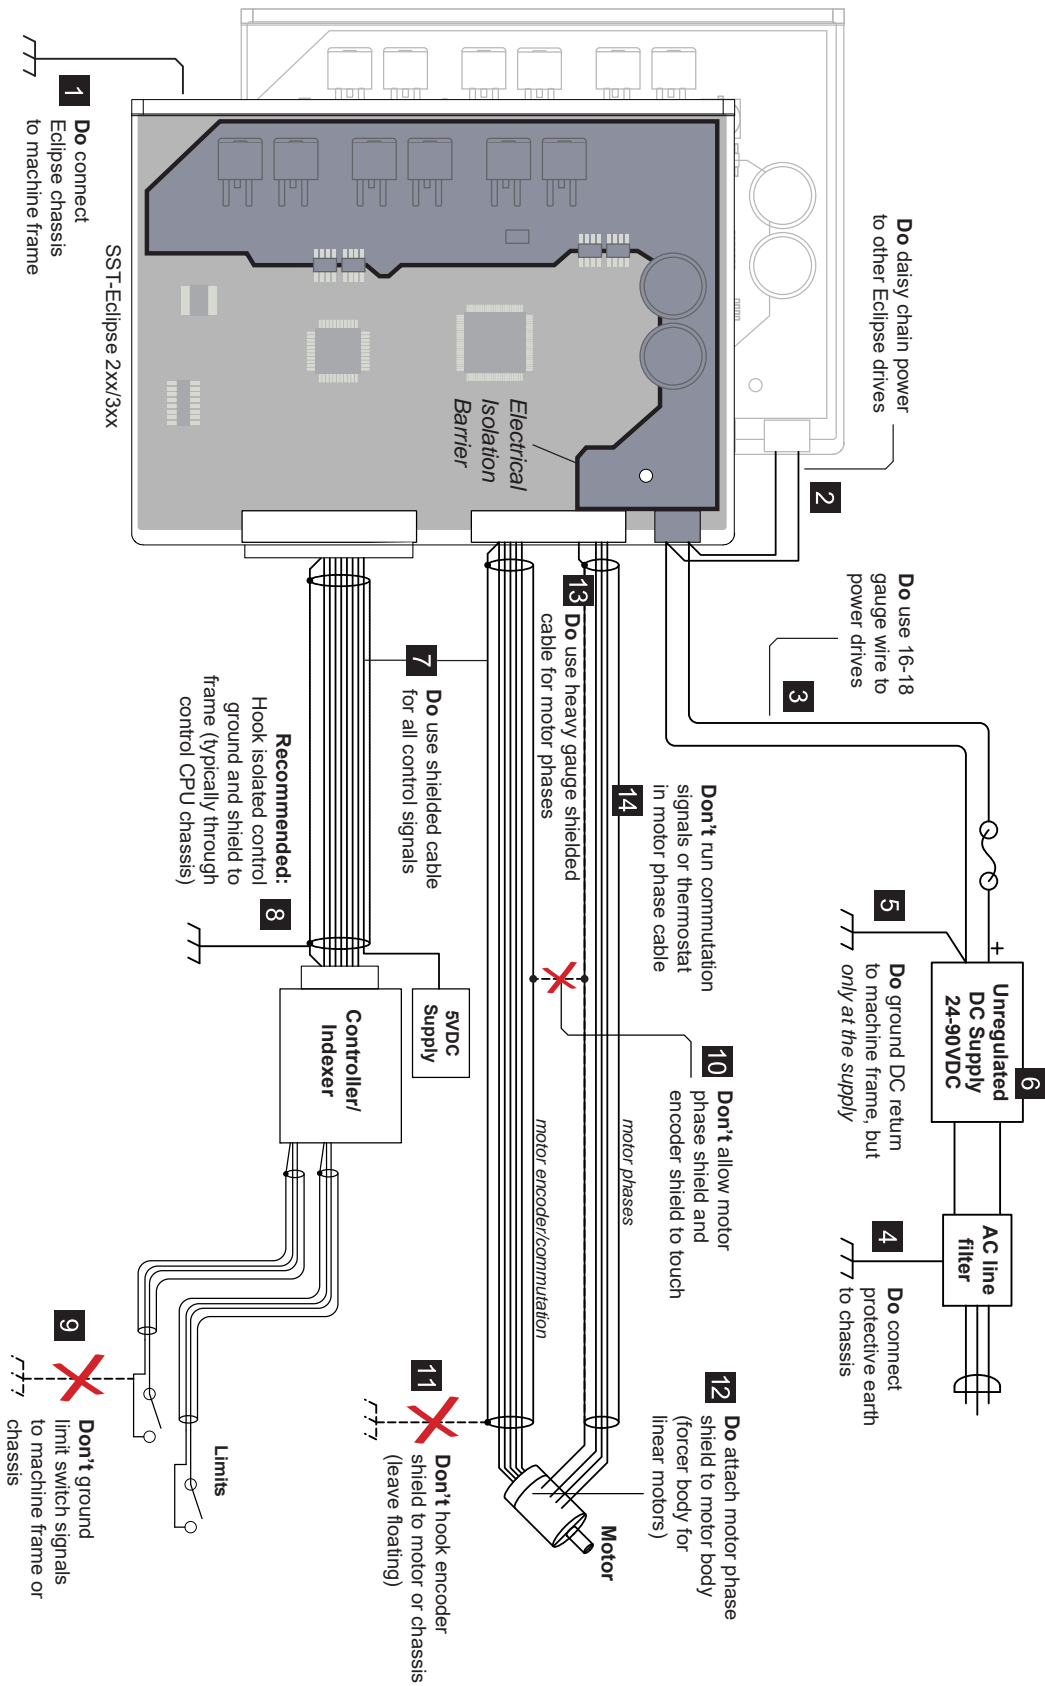 1
Do connect
Eclipse chassis
to machine frame
SST-Eclipse 2xx/3xx
Do daisy chain power
to other Eclipse drives
2
Electrical
Isolation
Barrier
Do use 16-18
gauge wire to
power drives
3
13
Do use heavy gauge shielded
cable for motor phases
7
Do use shielded cable
for all control signals
Recommended:
Hook isolated control
ground and shield to
frame (typically through
control CPU chassis)
8
14
Don't run commutation
signals or thermostat
in motor phase cable
5
Do ground DC return
to machine frame, but
only at the supply
+
Unregulated
DC Supply
24-90VDC
6
5VDC
Supply
Controller/
Indexer
10
Don't allow motor
phase shield and
encoder shield to touch
motor phases
motor encoder/commutation
AC line
filter
4
Do connect
protective earth
to chassis
9
Don't ground
limit switch signals
to machine frame or
chassis
Limits
11
Don't hook encoder
shield to motor or chassis
(leave floating)
12
Do attach motor phase
shield to motor body
(forcer body for
linear motors)
Motor